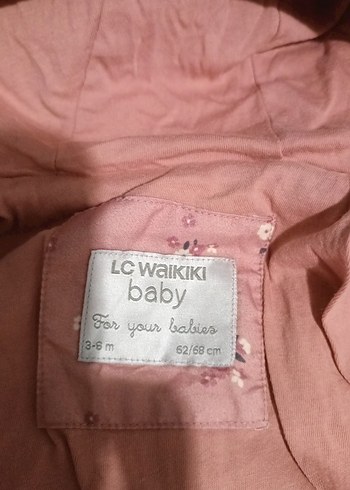 LC WAIKIKI
baby
For your babies
3-6 m 62/68 cm